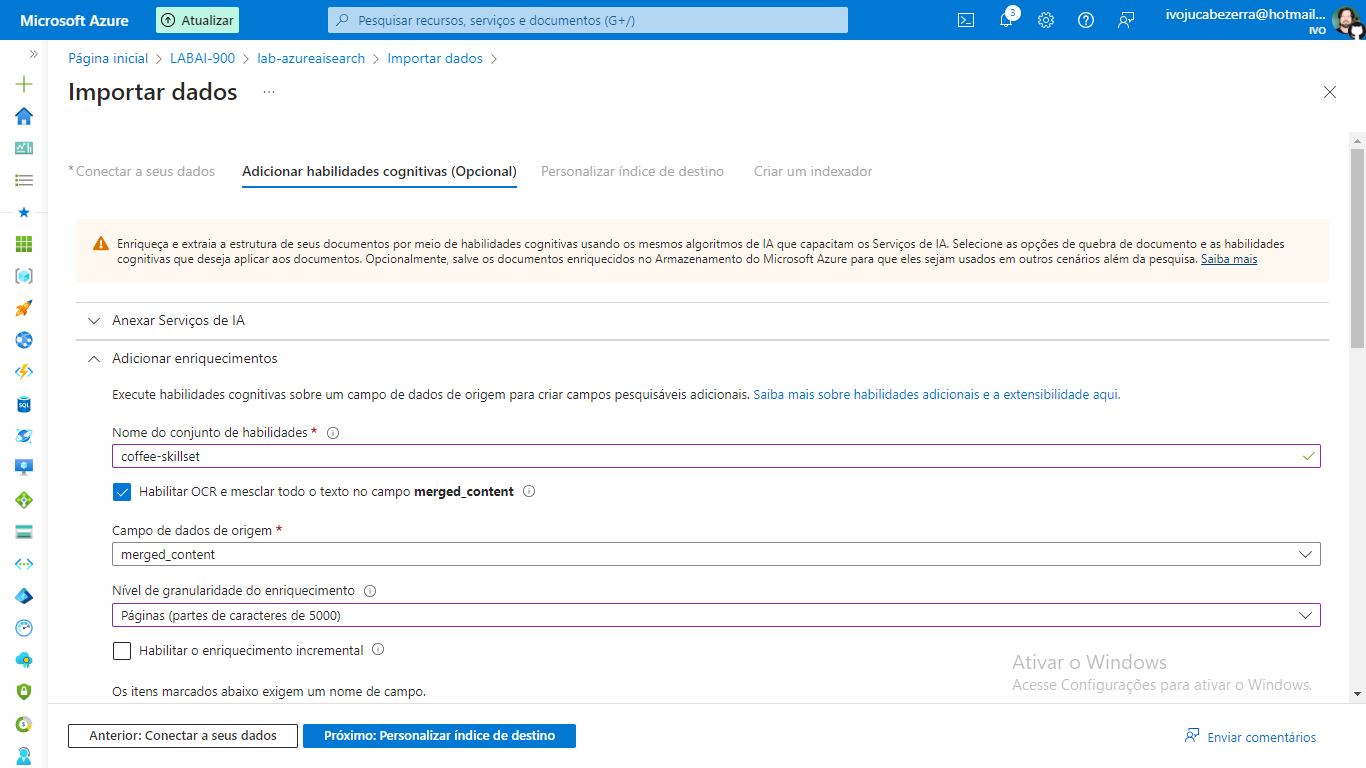 Microsoft Azure
Atualizar
Pesquisar recursos, serviços e documentos (G+/)
3
ivojucabezerra@hotmail...
IVO
Página inicial > LABAI-900 > lab-azureaisearch > Importar dados >
Importar dados ...
* Conectar a seus dados
Adicionar habilidades cognitivas (Opcional)
Personalizar índice de destino
Criar um indexador
Enriqueça e extraia a estrutura de seus documentos por meio de habilidades cognitivas usando os mesmos algoritmos de IA que capacitam os Serviços de IA. Selecione as opções de quebra de documento e as habilidades
cognitivas que deseja aplicar aos documentos. Opcionalmente, salve os documentos enriquecidos no Armazenamento do Microsoft Azure para que eles sejam usados em outros cenários além da pesquisa. Saiba mais
Anexar Serviços de IA
Adicionar enriquecimentos
Execute habilidades cognitivas sobre um campo de dados de origem para criar campos pesquisáveis adicionais. Saiba mais sobre habilidades adicionais e a extensibilidade aqui.
Nome do conjunto de habilidades *
coffee-skillset
Habilitar OCR e mesclar todo o texto no campo merged_content
Campo de dados de origem *
merged_content
Nível de granularidade do enriquecimento
Páginas (partes de caracteres de 5000)
Habilitar o enriquecimento incremental
Os itens marcados abaixo exigem um nome de campo.
Ativar o Windows
Acesse Configurações para ativar o Windows.
Anterior: Conectar a seus dados
Próximo: Personalizar índice de destino
Enviar comentários
SQL